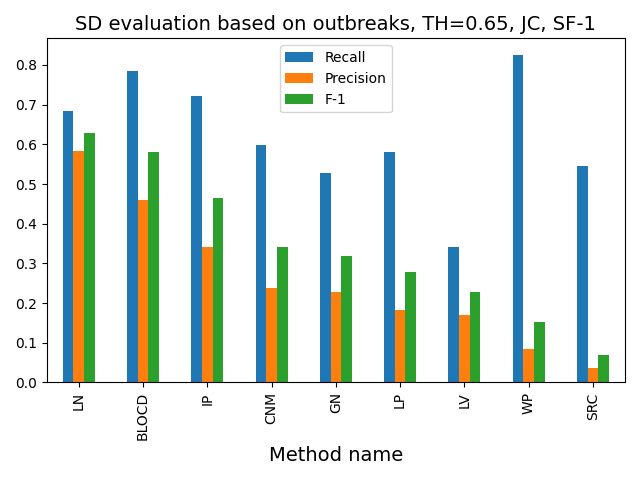 SD evaluation based on outbreaks, TH=0.65, JC, SF-1
Recall
Precision
F-1
0.8
0.7
0.6
0.5
0.4
0.3
0.2
0.1
0.0
LN
BLOCD
IP
CNM
GN
LP
LV
WP
SRC
Method name